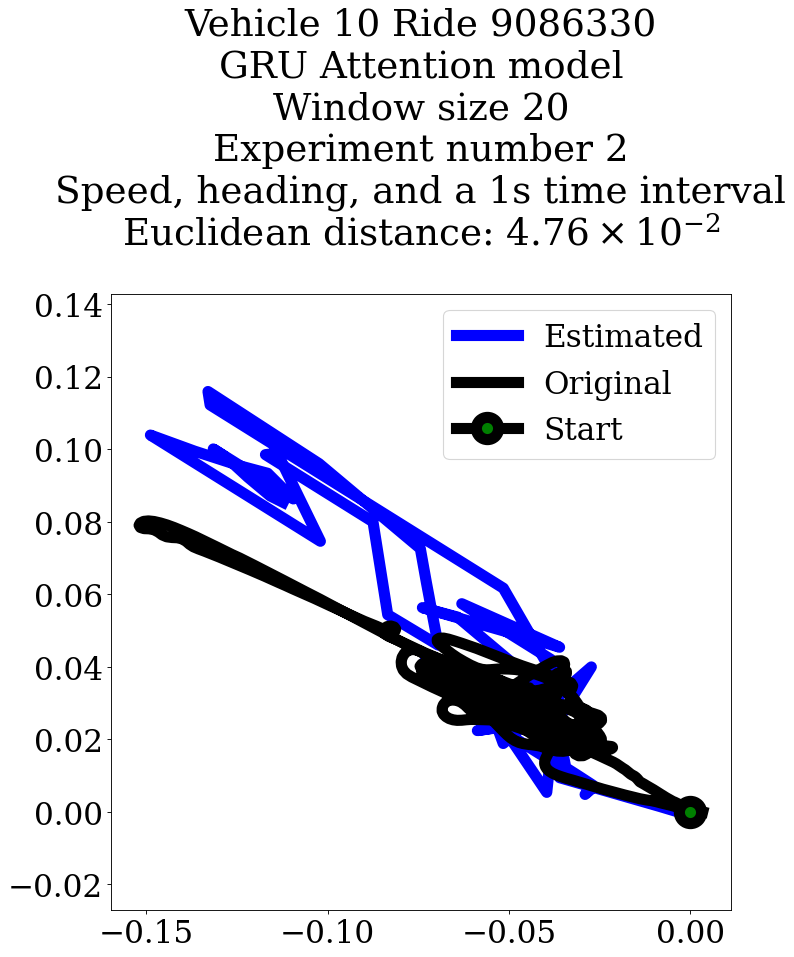 Vehicle 10 Ride 9086330
GRU Attention model
Window size 20
Experiment number 2
Speed, heading, and a 1s time interval
Euclidean distance: 4.76 × 10⁻²
Estimated
Original
Start
0.14
0.12
0.10
0.08
0.06
0.04
0.02
0.00
−0.02
−0.15 −0.10 −0.05 0.00